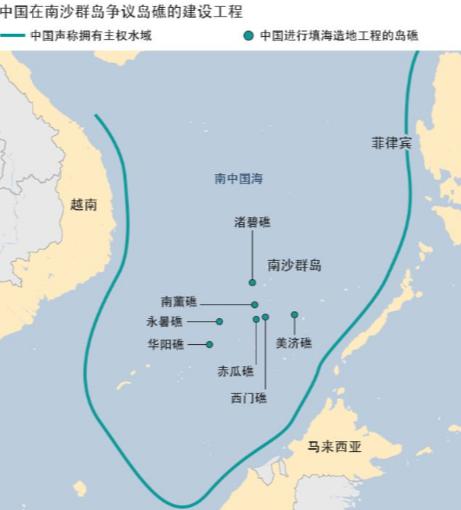 中国在南沙群岛争议岛礁的建设工程
中国声称拥有主权水域
中国进行填海造地工程的岛礁
菲律宾
南中国海
越南
渚碧礁
南沙群岛
南薰礁
永暑礁
华阳礁
美济礁
赤瓜礁
西门礁
马来西亚